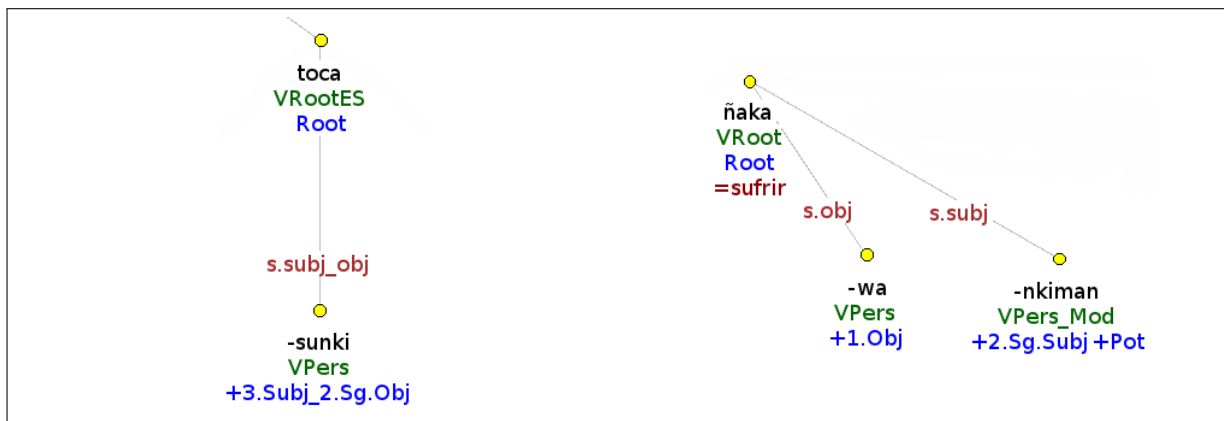 toca
VRootES
Root
s.subj_obj
-sunki
VPers
+3.Subj_2.Sg.Obj
ñaka
VRoot
Root
=sufrir
s.obj
s.subj
-wa
VPers
+1.Obj
-nkiman
VPers_Mod
+2.Sg.Subj +Pot